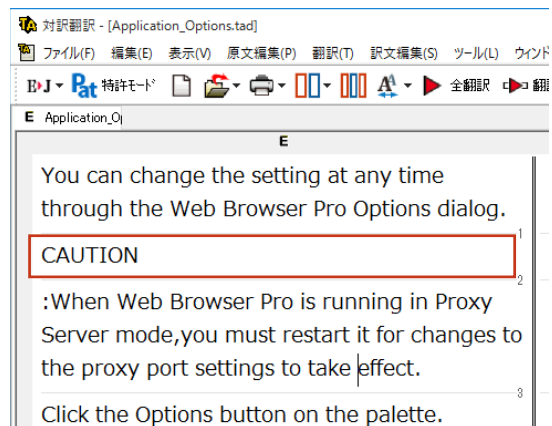 対訳翻訳 - [Application_Options.tad]
ファイル(F) 編集(E) 表示(V) 原文編集(P) 翻訳(T) 訳文編集(S) ツール(L) ウィンド
E›J Pat 特許モード 全翻訳 翻
E Application_O
E
You can change the setting at any time
through the Web Browser Pro Options dialog.
1
CAUTION
2
:When Web Browser Pro is running in Proxy
Server mode,you must restart it for changes to
the proxy port settings to take effect.
3
Click the Options button on the palette.